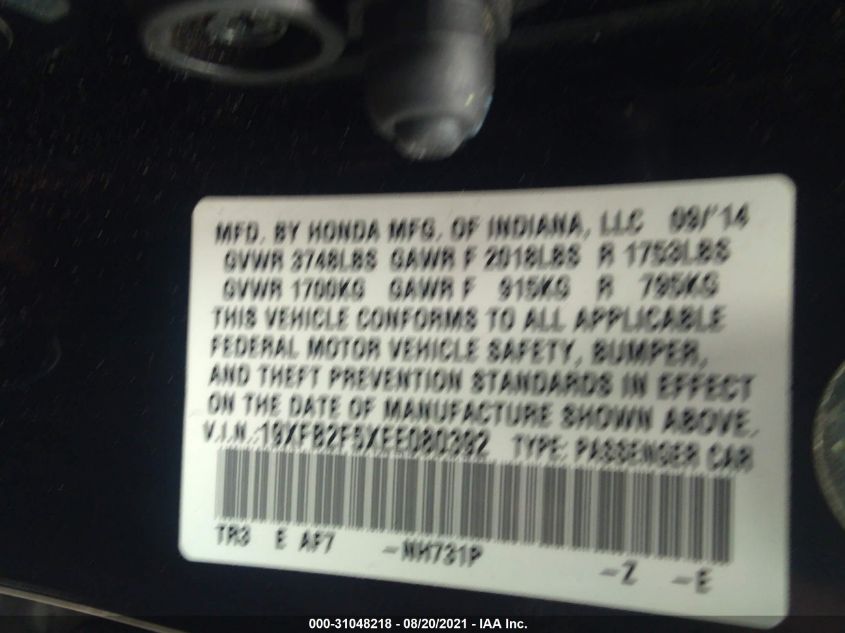 MFD. BY HONDA MFG. OF INDIANA, LLC 09/'14
GVWR 3748LBS GAWR F 2018LBS R 1753LBS
GVWR 1700KG GAWR F 915KG R 795KG
THIS VEHICLE CONFORMS TO ALL APPLICABLE
FEDERAL MOTOR VEHICLE SAFETY, BUMPER,
AND THEFT PREVENTION STANDARDS IN EFFECT
ON THE DATE OF MANUFACTURE SHOWN ABOVE.
V.I.N.:19XFB2F5XEE080392 TYPE: PASSENGER CAR
TR3 E AF7 -NH731P -Z -E
000-31048218 - 08/20/2021 - IAA Inc.